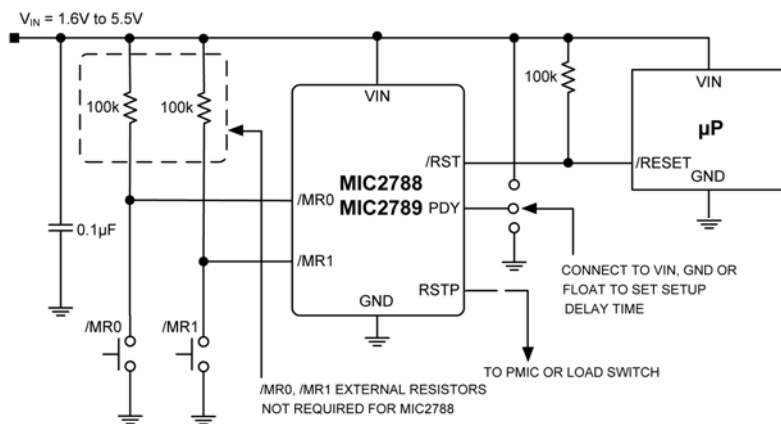 VIN = 1.6V to 5.5V
100k
100k
100k
VIN
VIN
µP
/RST
/RESET
GND
MIC2788
MIC2789
/MR0
PDY
0.1µF
/MR1
CONNECT TO VIN, GND OR
FLOAT TO SET SETUP
DELAY TIME
RSTP
GND
/MR0
/MR1
TO PMIC OR LOAD SWITCH
/MR0, /MR1 EXTERNAL RESISTORS
NOT REQUIRED FOR MIC2788